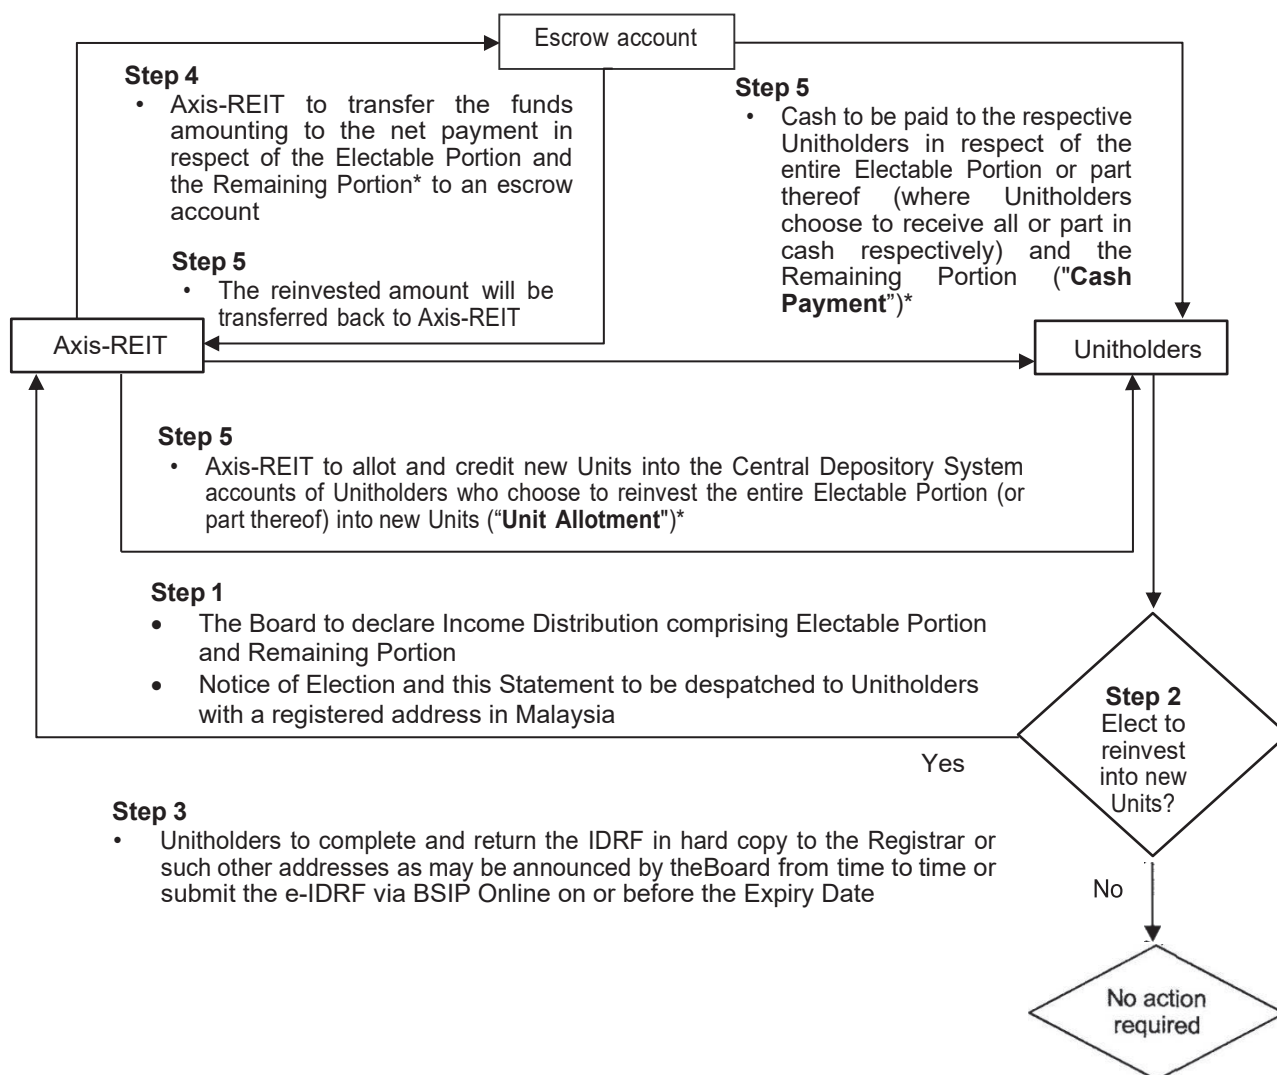 Escrow account
Step 4
• Axis-REIT to transfer the funds
amounting to the net payment in
respect of the Electable Portion and
the Remaining Portion* to an escrow
account
Step 5
• Cash to be paid to the respective
Unitholders in respect of the
entire Electable Portion or part
thereof (where Unitholders
choose to receive all or part in
cash respectively) and the
Remaining Portion ("Cash
Payment”)*
Step 5
• The reinvested amount will be
transferred back to Axis-REIT
Axis-REIT
Unitholders
Step 5
• Axis-REIT to allot and credit new Units into the Central Depository System
accounts of Unitholders who choose to reinvest the entire Electable Portion (or
part thereof) into new Units (“Unit Allotment")*
Step 1
• The Board to declare Income Distribution comprising Electable Portion
and Remaining Portion
• Notice of Election and this Statement to be despatched to Unitholders
with a registered address in Malaysia
Step 2
Elect to
reinvest
into new
Units?
Yes
Step 3
• Unitholders to complete and return the IDRF in hard copy to the Registrar or
such other addresses as may be announced by theBoard from time to time or
submit the e-IDRF via BSIP Online on or before the Expiry Date
No
No action
required